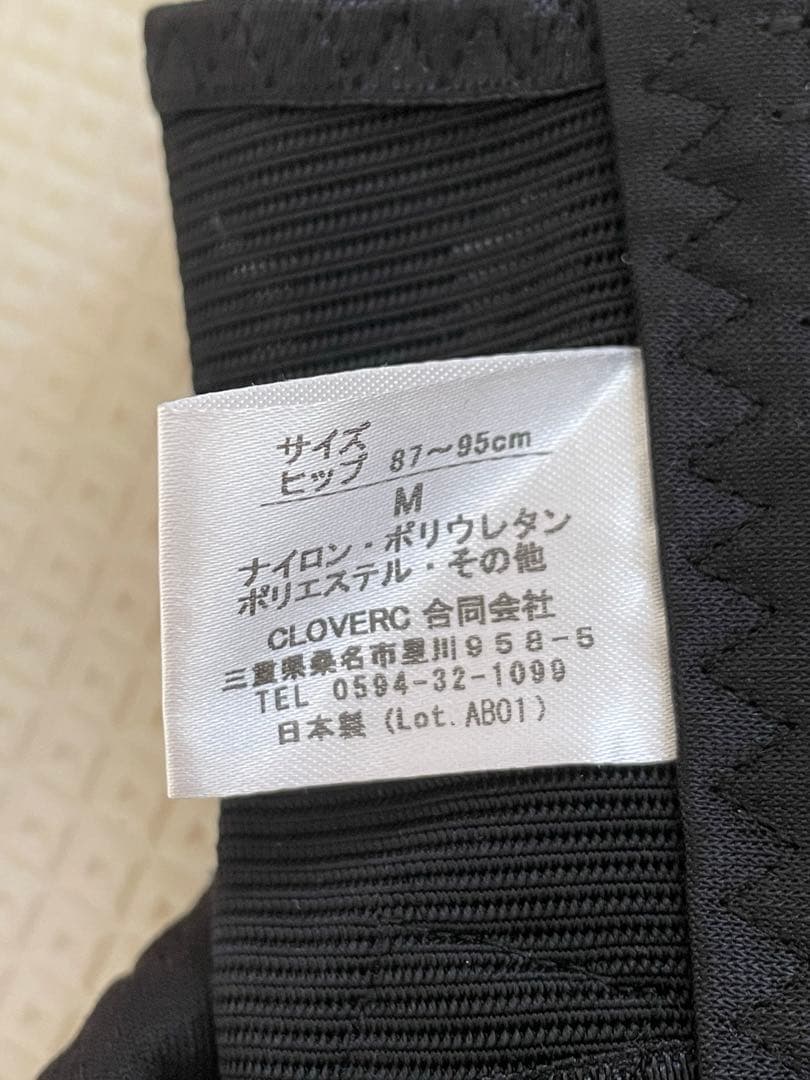 サイズ
ヒップ 87～95cm
M
ナイロン・ポリウレタン
ポリエステル・その他
CLOVERC 合同会社
三重県桑名市里川958-5
TEL 0594-32-1099
日本製 (Lot.AB01)